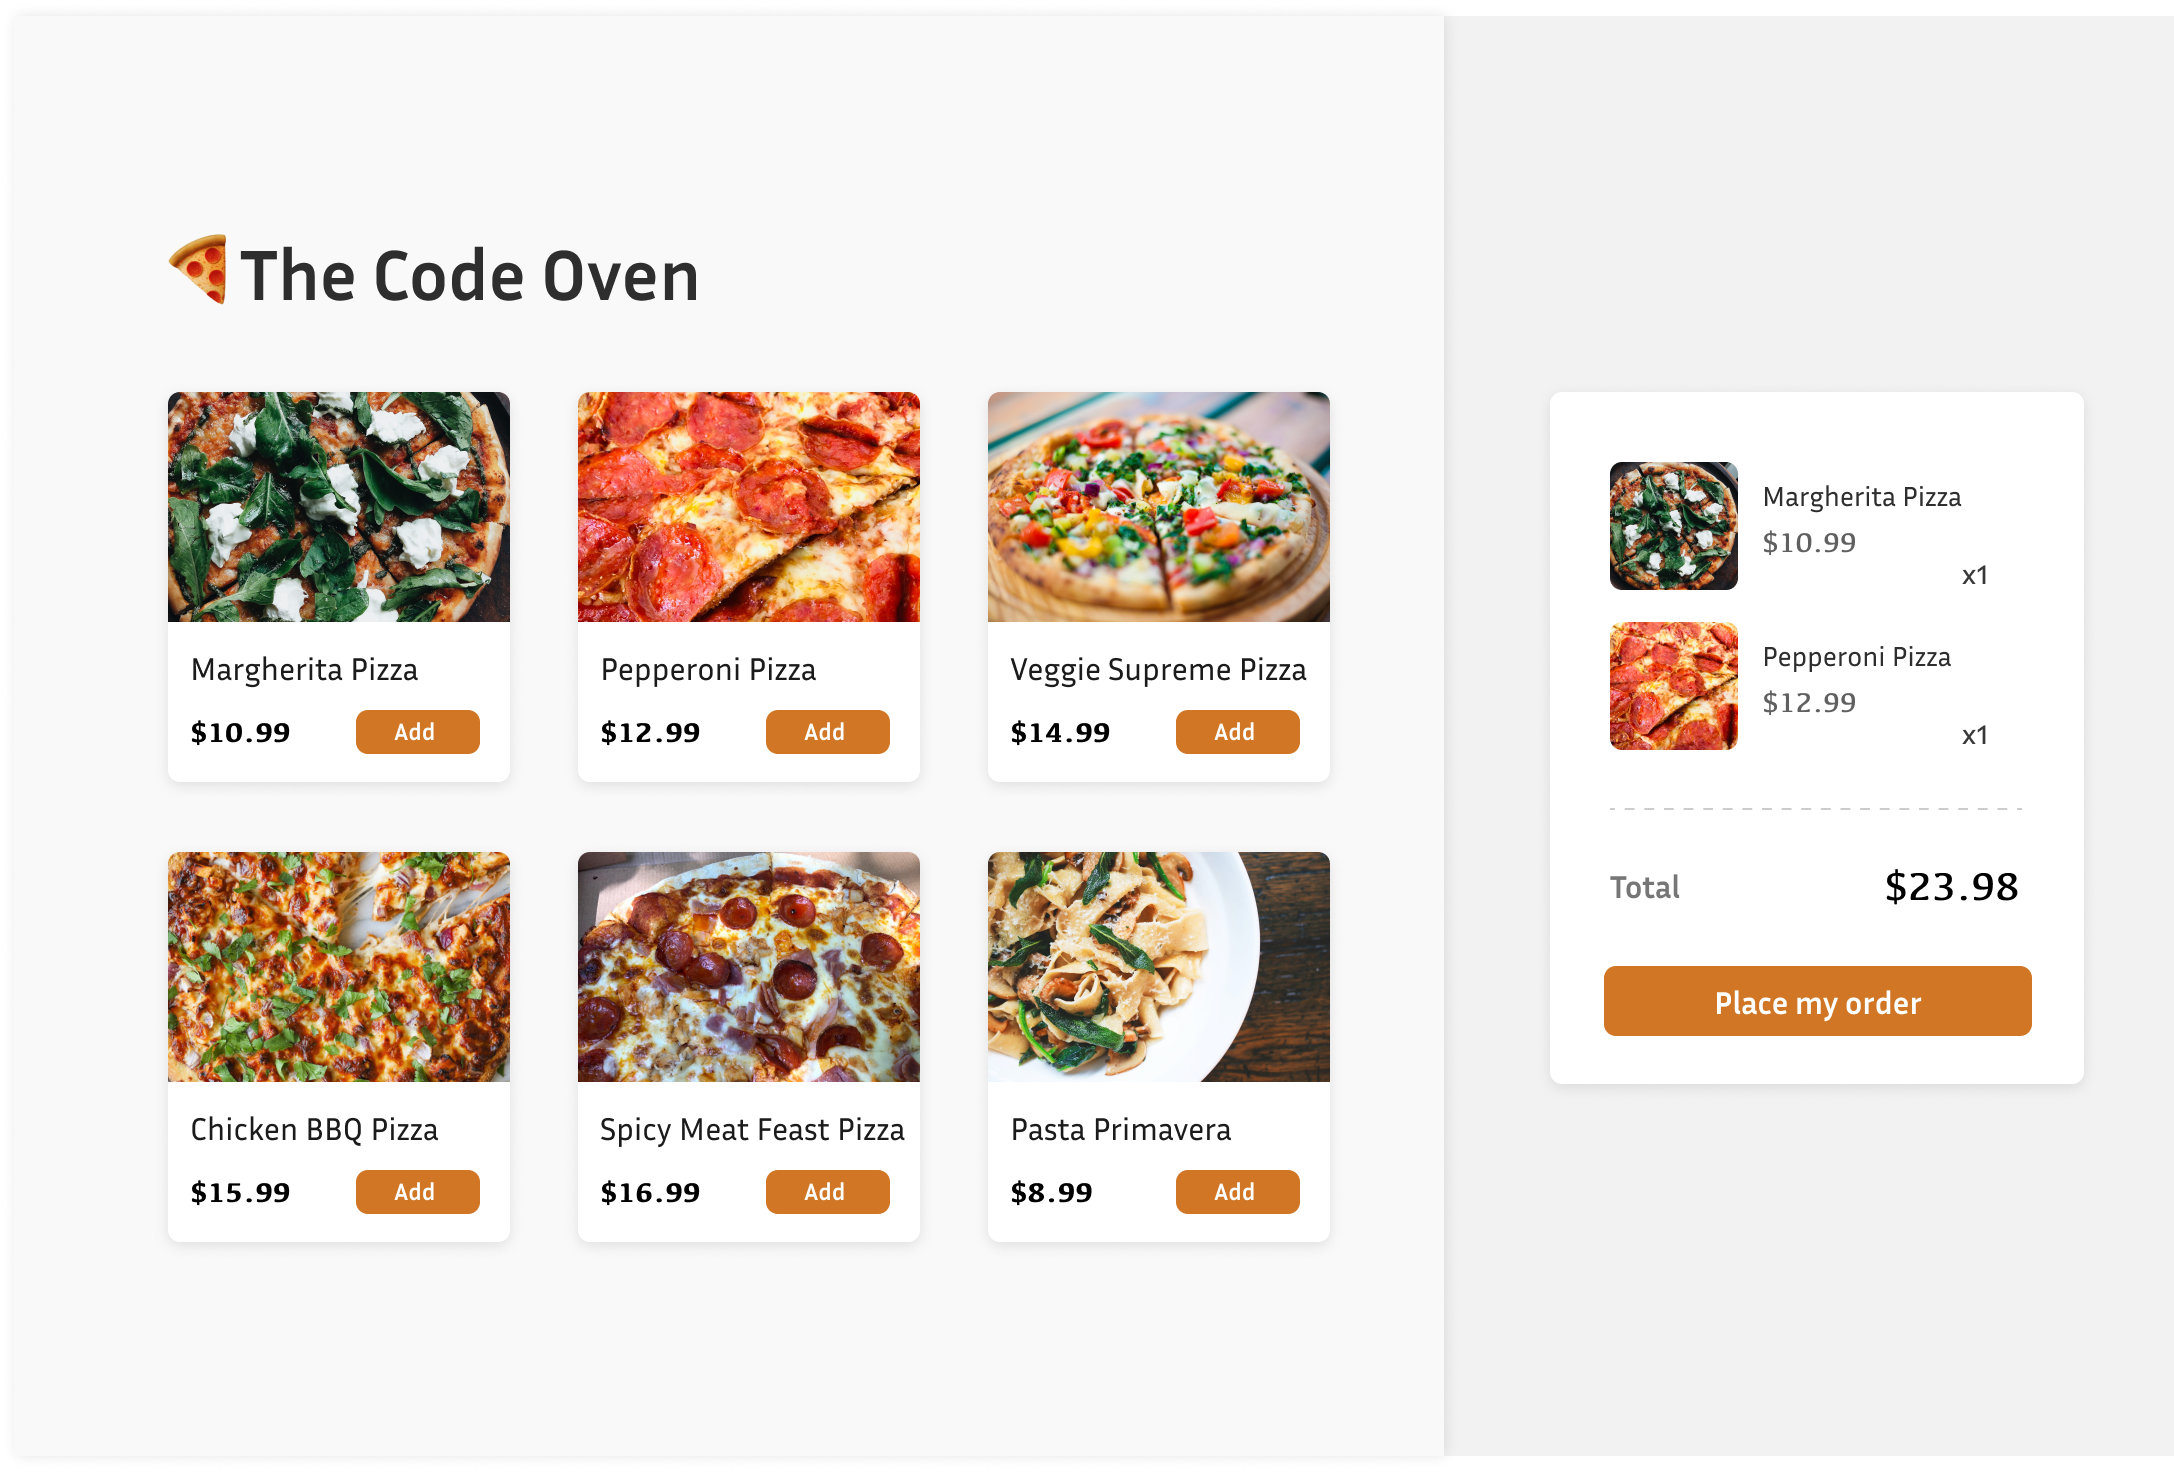 The Code Oven
Margherita Pizza
$10.99
Add
Pepperoni Pizza
$12.99
Add
Veggie Supreme Pizza
$14.99
Add
Chicken BBQ Pizza
$15.99
Add
Spicy Meat Feast Pizza
$16.99
Add
Pasta Primavera
$8.99
Add
Margherita Pizza
$10.99
x1
Pepperoni Pizza
$12.99
x1
Total
$23.98
Place my order